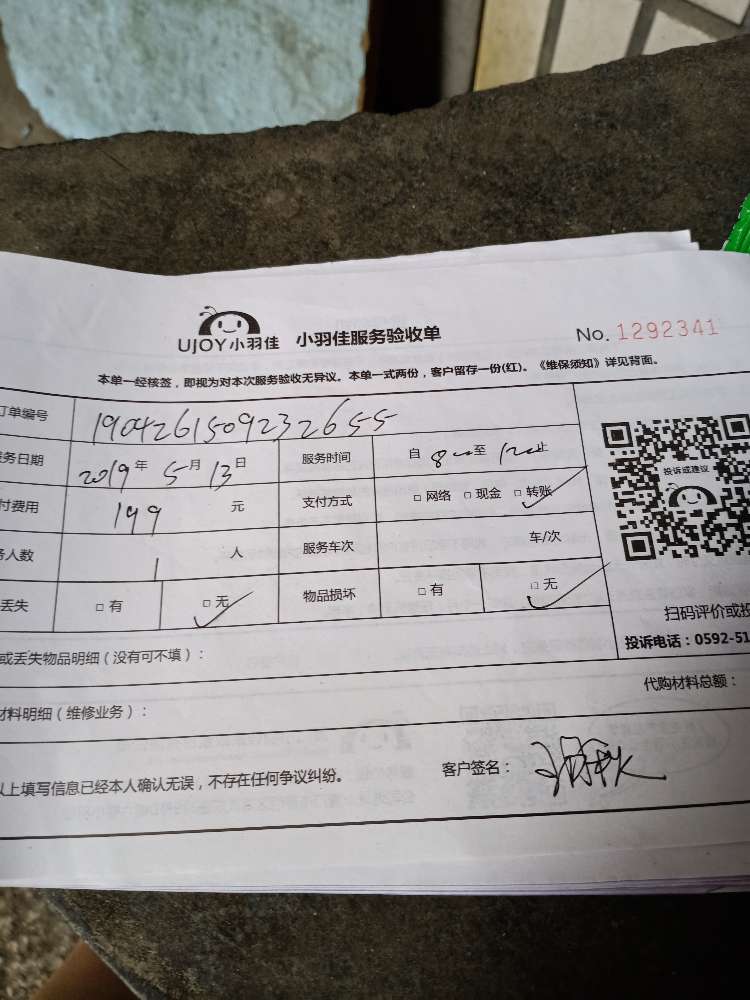 UJOY小羽佳 小羽佳服务验收单 No. 1292341
本单一经核签，即视为对本次服务验收无异议。本单一式两份，客户留存一份(红)。《维保须知》详见背面。
订单编号 1904261509232655
务日期 2019年5月13日 服务时间 自 8 至 12 止
付费用 199 元 支付方式 □网络 □现金 □转账
务人数 1 人 服务车次 车/次
丢失 □有 □无 物品损坏 □有 □无
投诉或建议
扫码评价或投
投诉电话：0592-51
或丢失物品明细（没有可不填）：
材料明细（维修业务）： 代购材料总额：
以上填写信息已经本人确认无误，不存在任何争议纠纷。 客户签名：